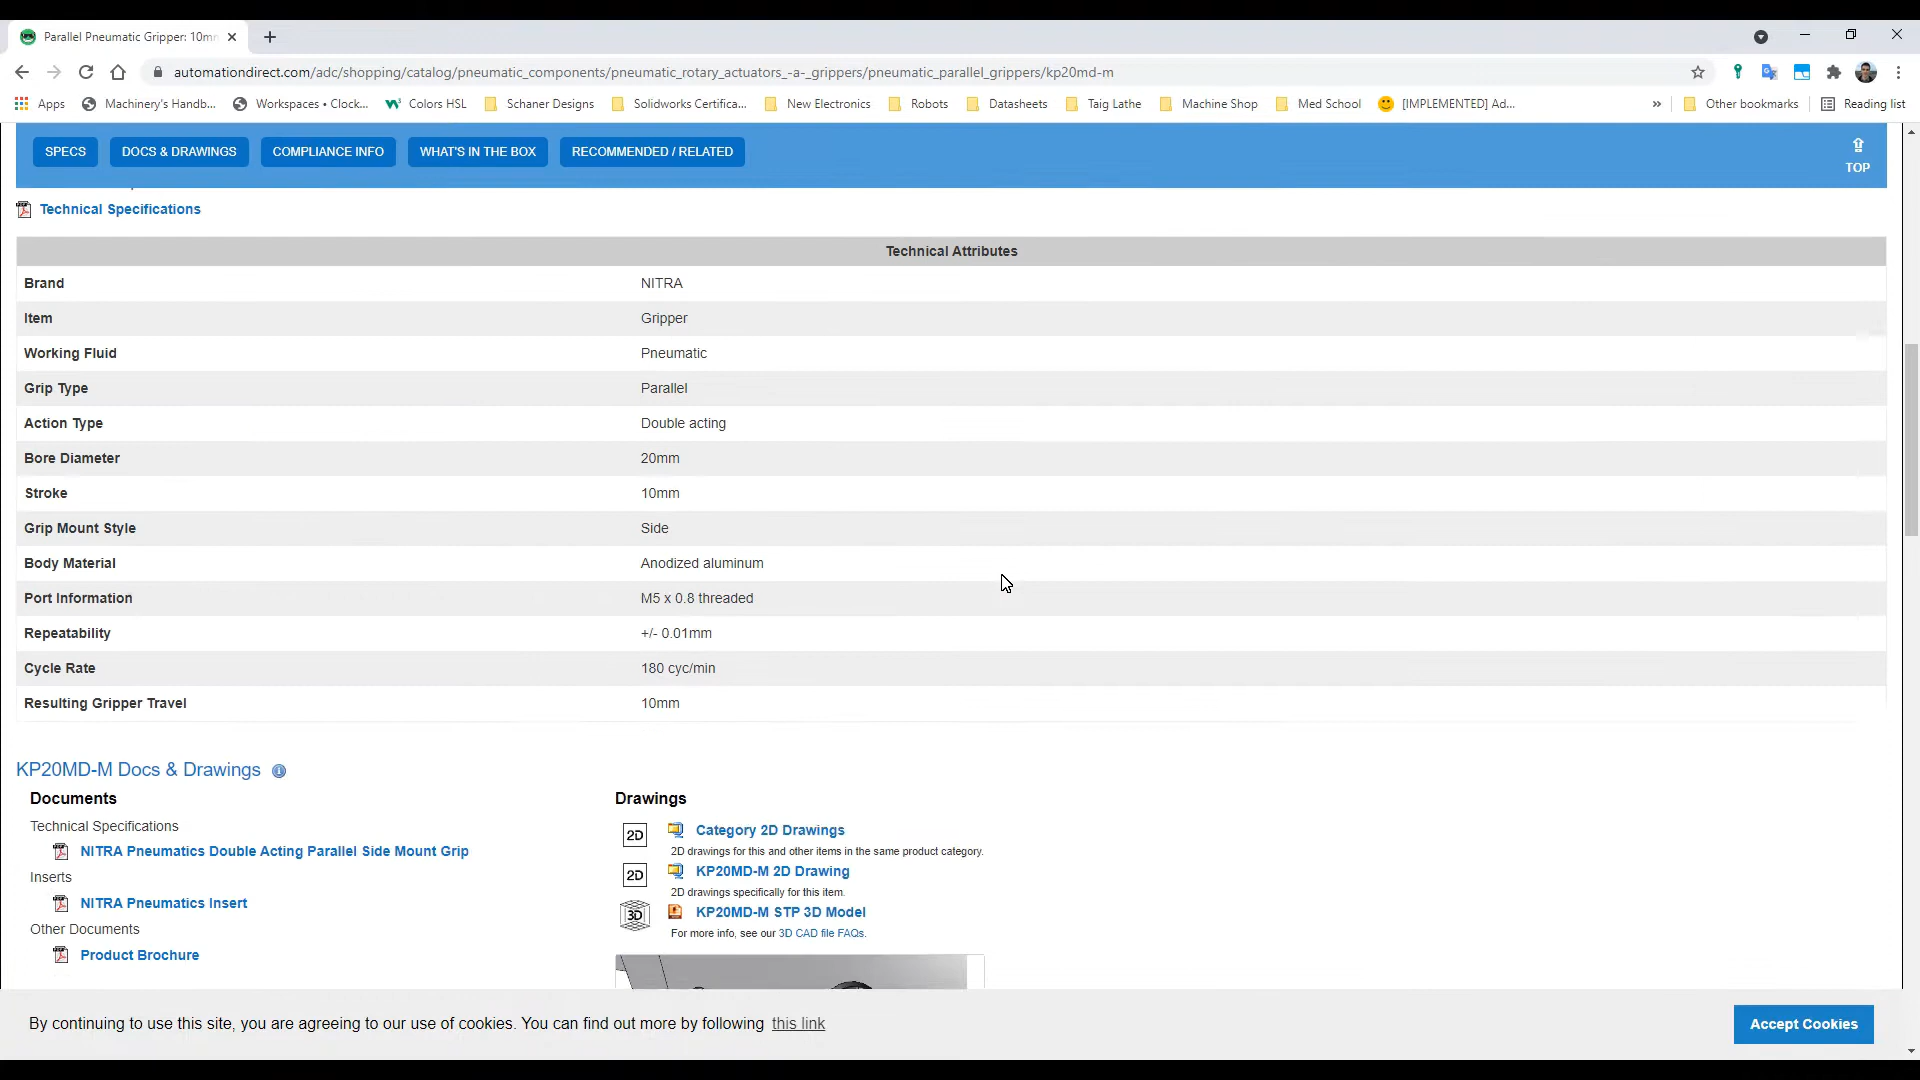 Parallel Pneumatic Gripper: 10mm
automationdirect.com/adc/shopping/catalog/pneumatic_components/pneumatic_rotary_actuators_-a-_grippers/pneumatic_parallel_grippers/kp20md-m
Apps Machinery's Handb... Workspaces • Clock... Colors HSL Schaner Designs Solidworks Certifica... New Electronics Robots Datasheets Taig Lathe Machine Shop Med School [IMPLEMENTED] Ad... » Other bookmarks Reading list
SPECS DOCS & DRAWINGS COMPLIANCE INFO WHAT'S IN THE BOX RECOMMENDED / RELATED TOP
Technical Specifications
Technical Attributes
Brand NITRA
Item Gripper
Working Fluid Pneumatic
Grip Type Parallel
Action Type Double acting
Bore Diameter 20mm
Stroke 10mm
Grip Mount Style Side
Body Material Anodized aluminum
Port Information M5 x 0.8 threaded
Repeatability +/- 0.01mm
Cycle Rate 180 cyc/min
Resulting Gripper Travel 10mm
KP20MD-M Docs & Drawings
Documents
Technical Specifications
NITRA Pneumatics Double Acting Parallel Side Mount Grip
Inserts
NITRA Pneumatics Insert
Other Documents
Product Brochure
Drawings
2D Category 2D Drawings
2D drawings for this and other items in the same product category.
2D KP20MD-M 2D Drawing
2D drawings specifically for this item.
3D KP20MD-M STP 3D Model
For more info, see our 3D CAD file FAQs.
By continuing to use this site, you are agreeing to our use of cookies. You can find out more by following this link
Accept Cookies